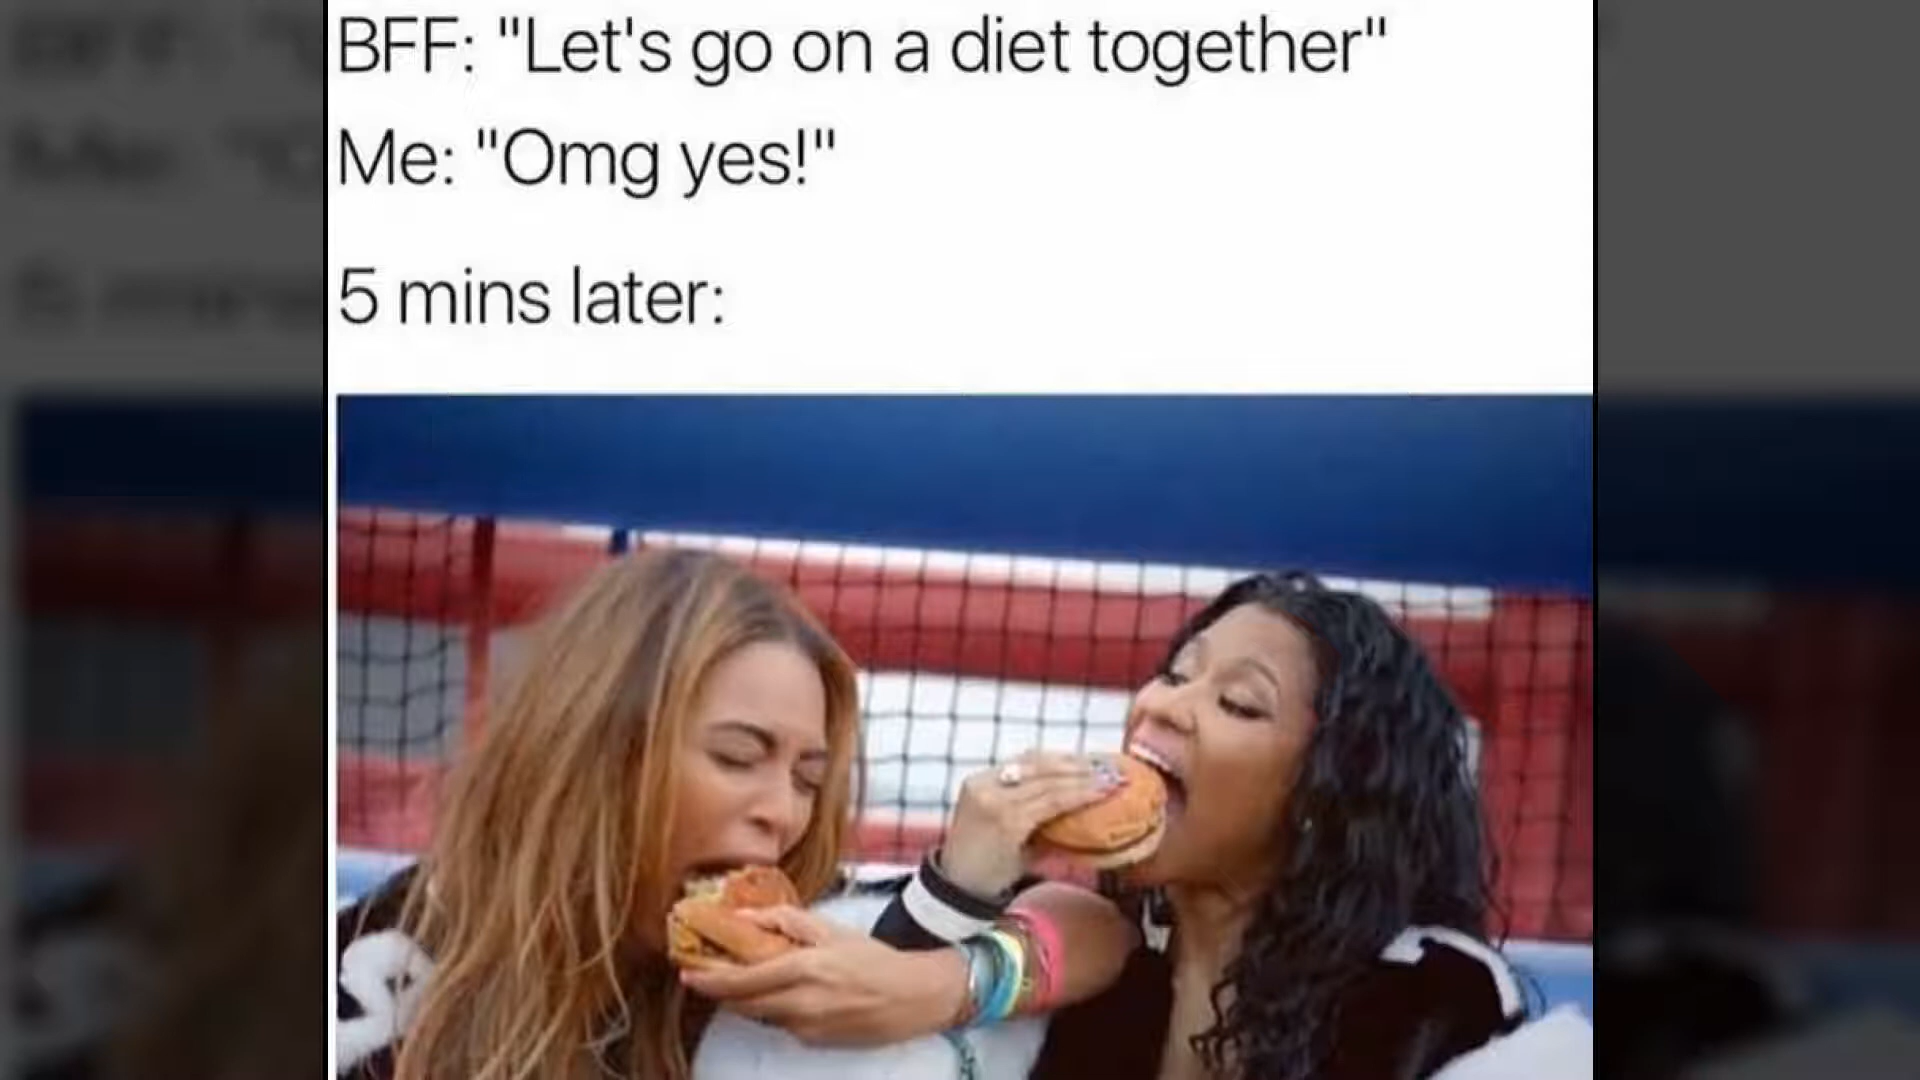 BFF: "Let's go on a diet together"
Me: "Omg yes!"
5 mins later: